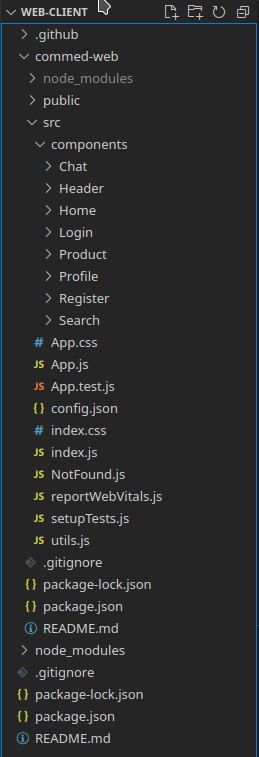 WEB-CLIENT
.github
commed-web
node_modules
public
src
components
Chat
Header
Home
Login
Product
Profile
Register
Search
# App.css
JS App.js
JS App.test.js
{} config.json
# index.css
JS index.js
JS NotFound.js
JS reportWebVitals.js
JS setupTests.js
JS utils.js
.gitignore
{} package-lock.json
{} package.json
README.md
node_modules
.gitignore
{} package-lock.json
{} package.json
README.md